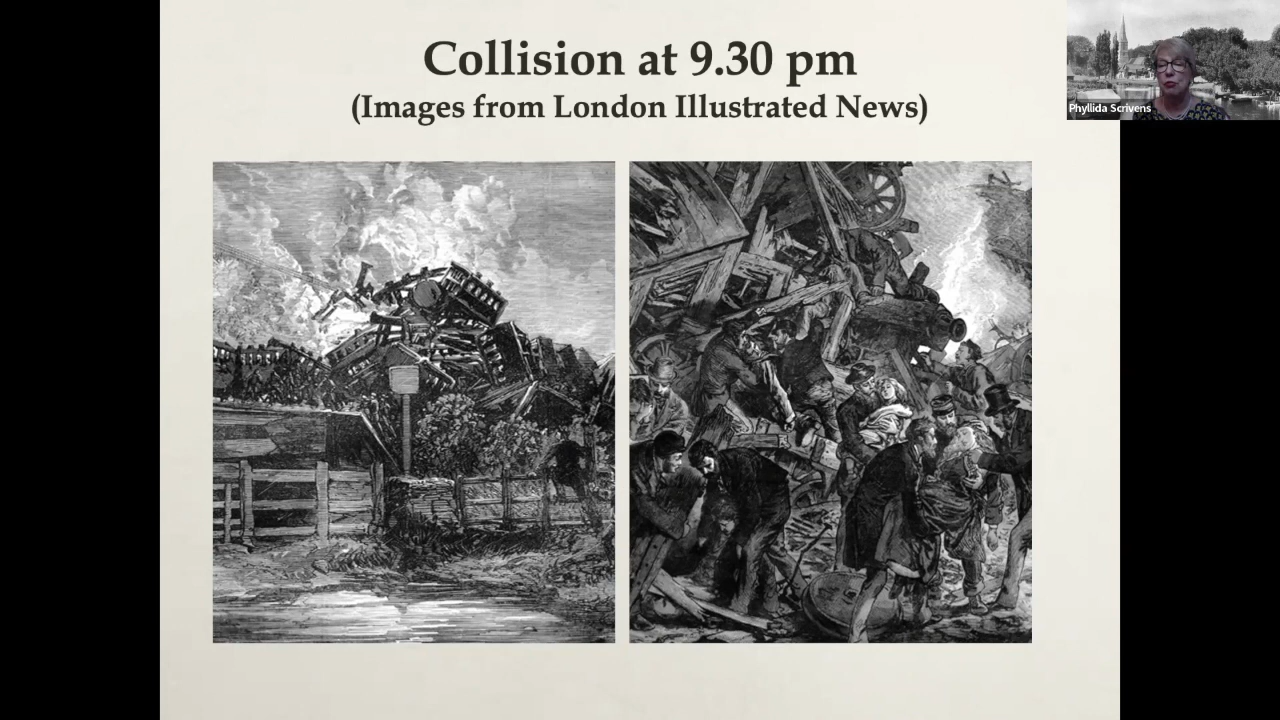 Collision at 9.30 pm
(Images from London Illustrated News)
Phyllida Scrivens